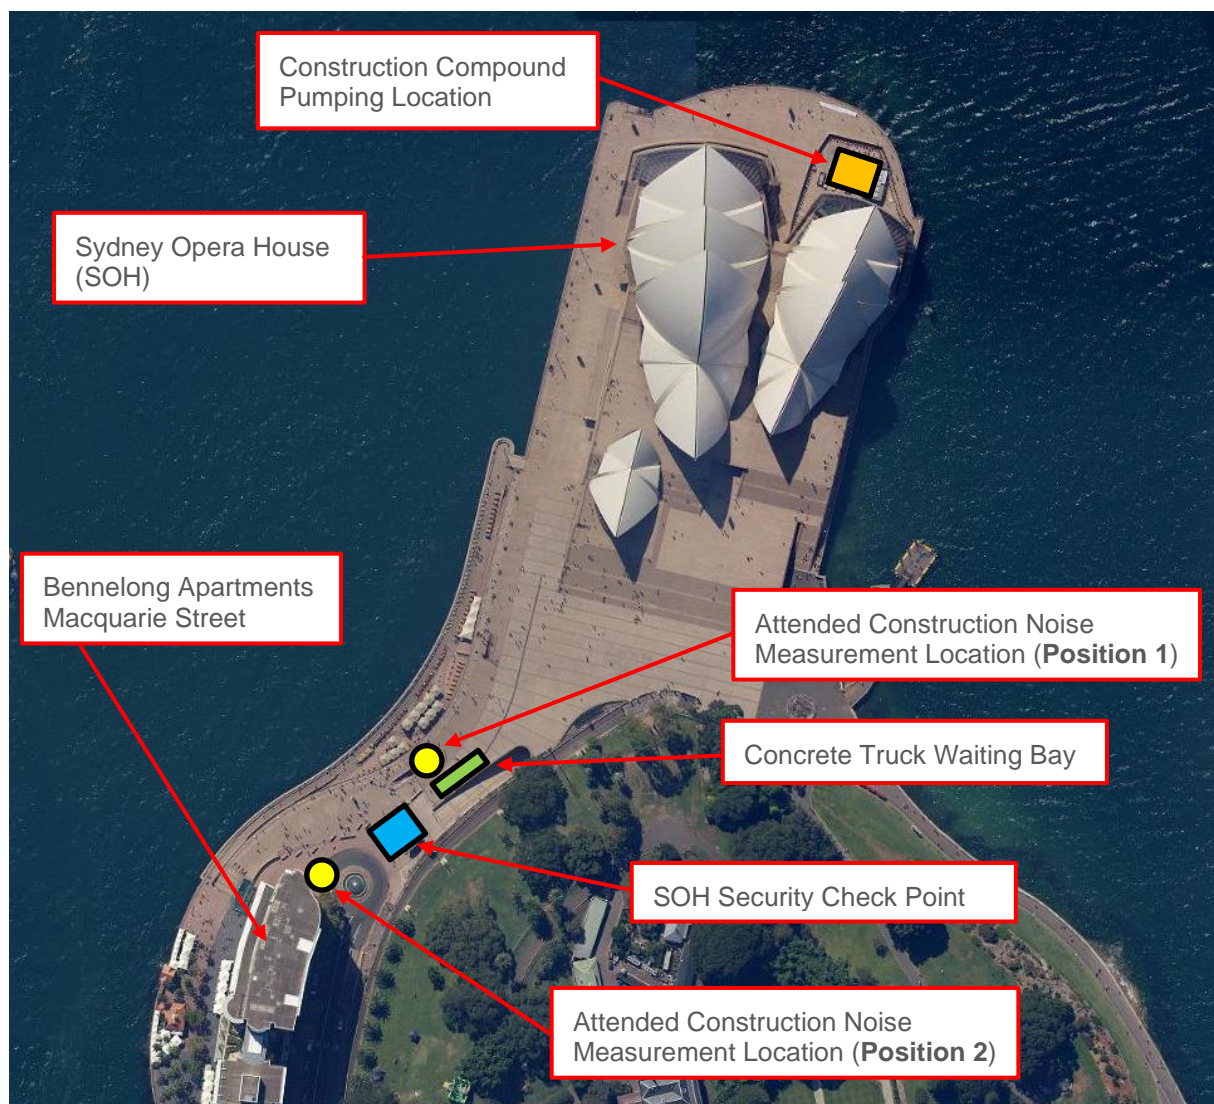 Construction Compound
Pumping Location
Sydney Opera House
(SOH)
Bennelong Apartments
Macquarie Street
Attended Construction Noise
Measurement Location (Position 1)
Concrete Truck Waiting Bay
SOH Security Check Point
Attended Construction Noise
Measurement Location (Position 2)